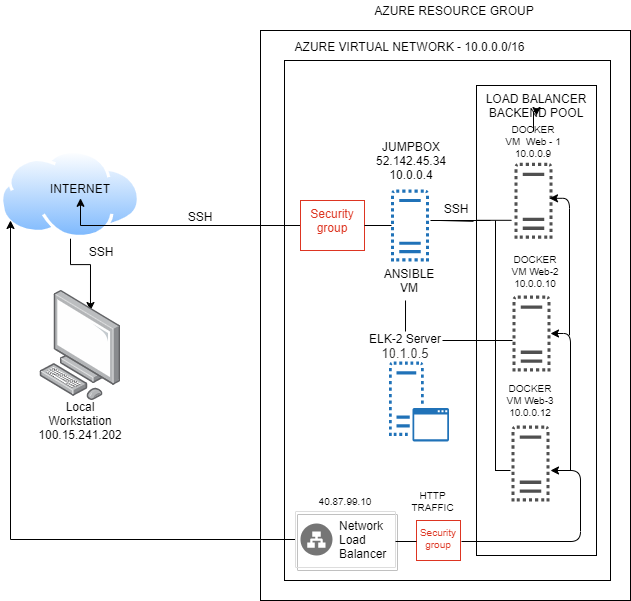 AZURE RESOURCE GROUP
AZURE VIRTUAL NETWORK - 10.0.0.0/16
LOAD BALANCER
BACKEND POOL
DOCKER
VM Web - 1
10.0.0.9
JUMPBOX
52.142.45.34
10.0.0.4
INTERNET
SSH
Security
group
SSH
SSH
ANSIBLE
VM
DOCKER
VM Web-2
10.0.0.10
ELK-2 Server
10.1.0.5
DOCKER
VM Web-3
10.0.0.12
Local
Workstation
100.15.241.202
40.87.99.10
HTTP
TRAFFIC
Network
Load
Balancer
Security
group